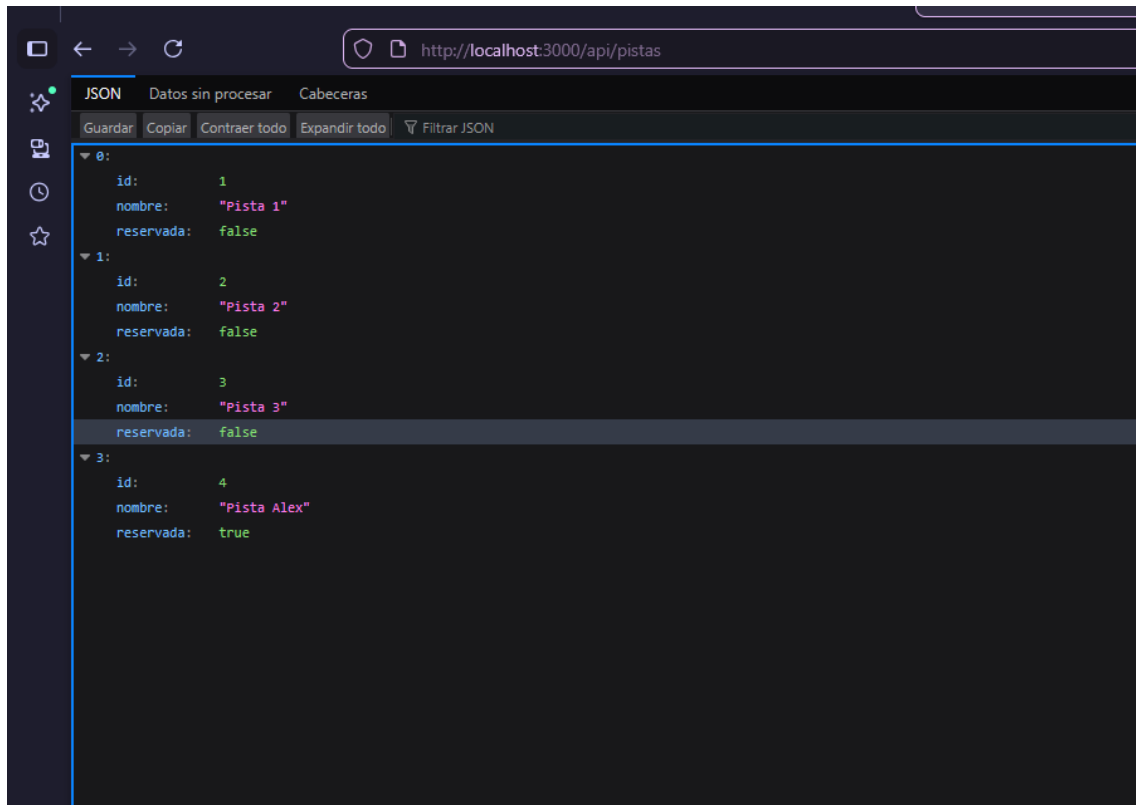 http://localhost:3000/api/pistas
JSON Datos sin procesar Cabeceras
Guardar Copiar Contraer todo Expandir todo Filtrar JSON
0:
id: 1
nombre: "Pista 1"
reservada: false
1:
id: 2
nombre: "Pista 2"
reservada: false
2:
id: 3
nombre: "Pista 3"
reservada: false
3:
id: 4
nombre: "Pista Alex"
reservada: true